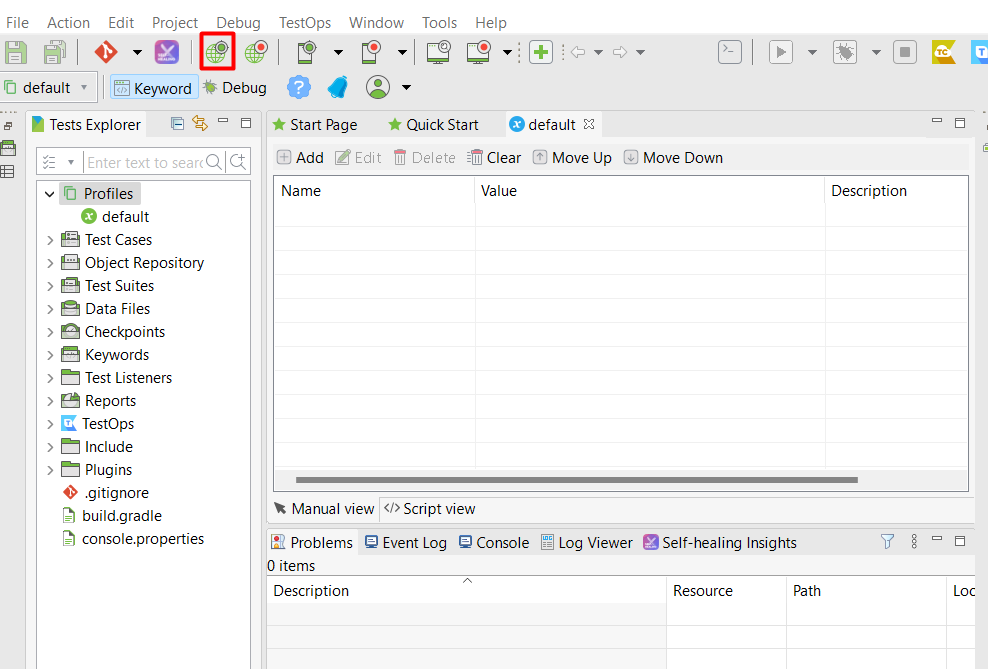 File Action Edit Project Debug TestOps Window Tools Help
TC T
default Keyword Debug
Tests Explorer
Enter text to searc
Profiles
default
Test Cases
Object Repository
Test Suites
Data Files
Checkpoints
Keywords
Test Listeners
Reports
TestOps
Include
Plugins
.gitignore
build.gradle
console.properties
Start Page Quick Start default
Add Edit Delete Clear Move Up Move Down
Name Value Description
Manual view Script view
Problems Event Log Console Log Viewer Self-healing Insights
0 items
Description Resource Path Loc